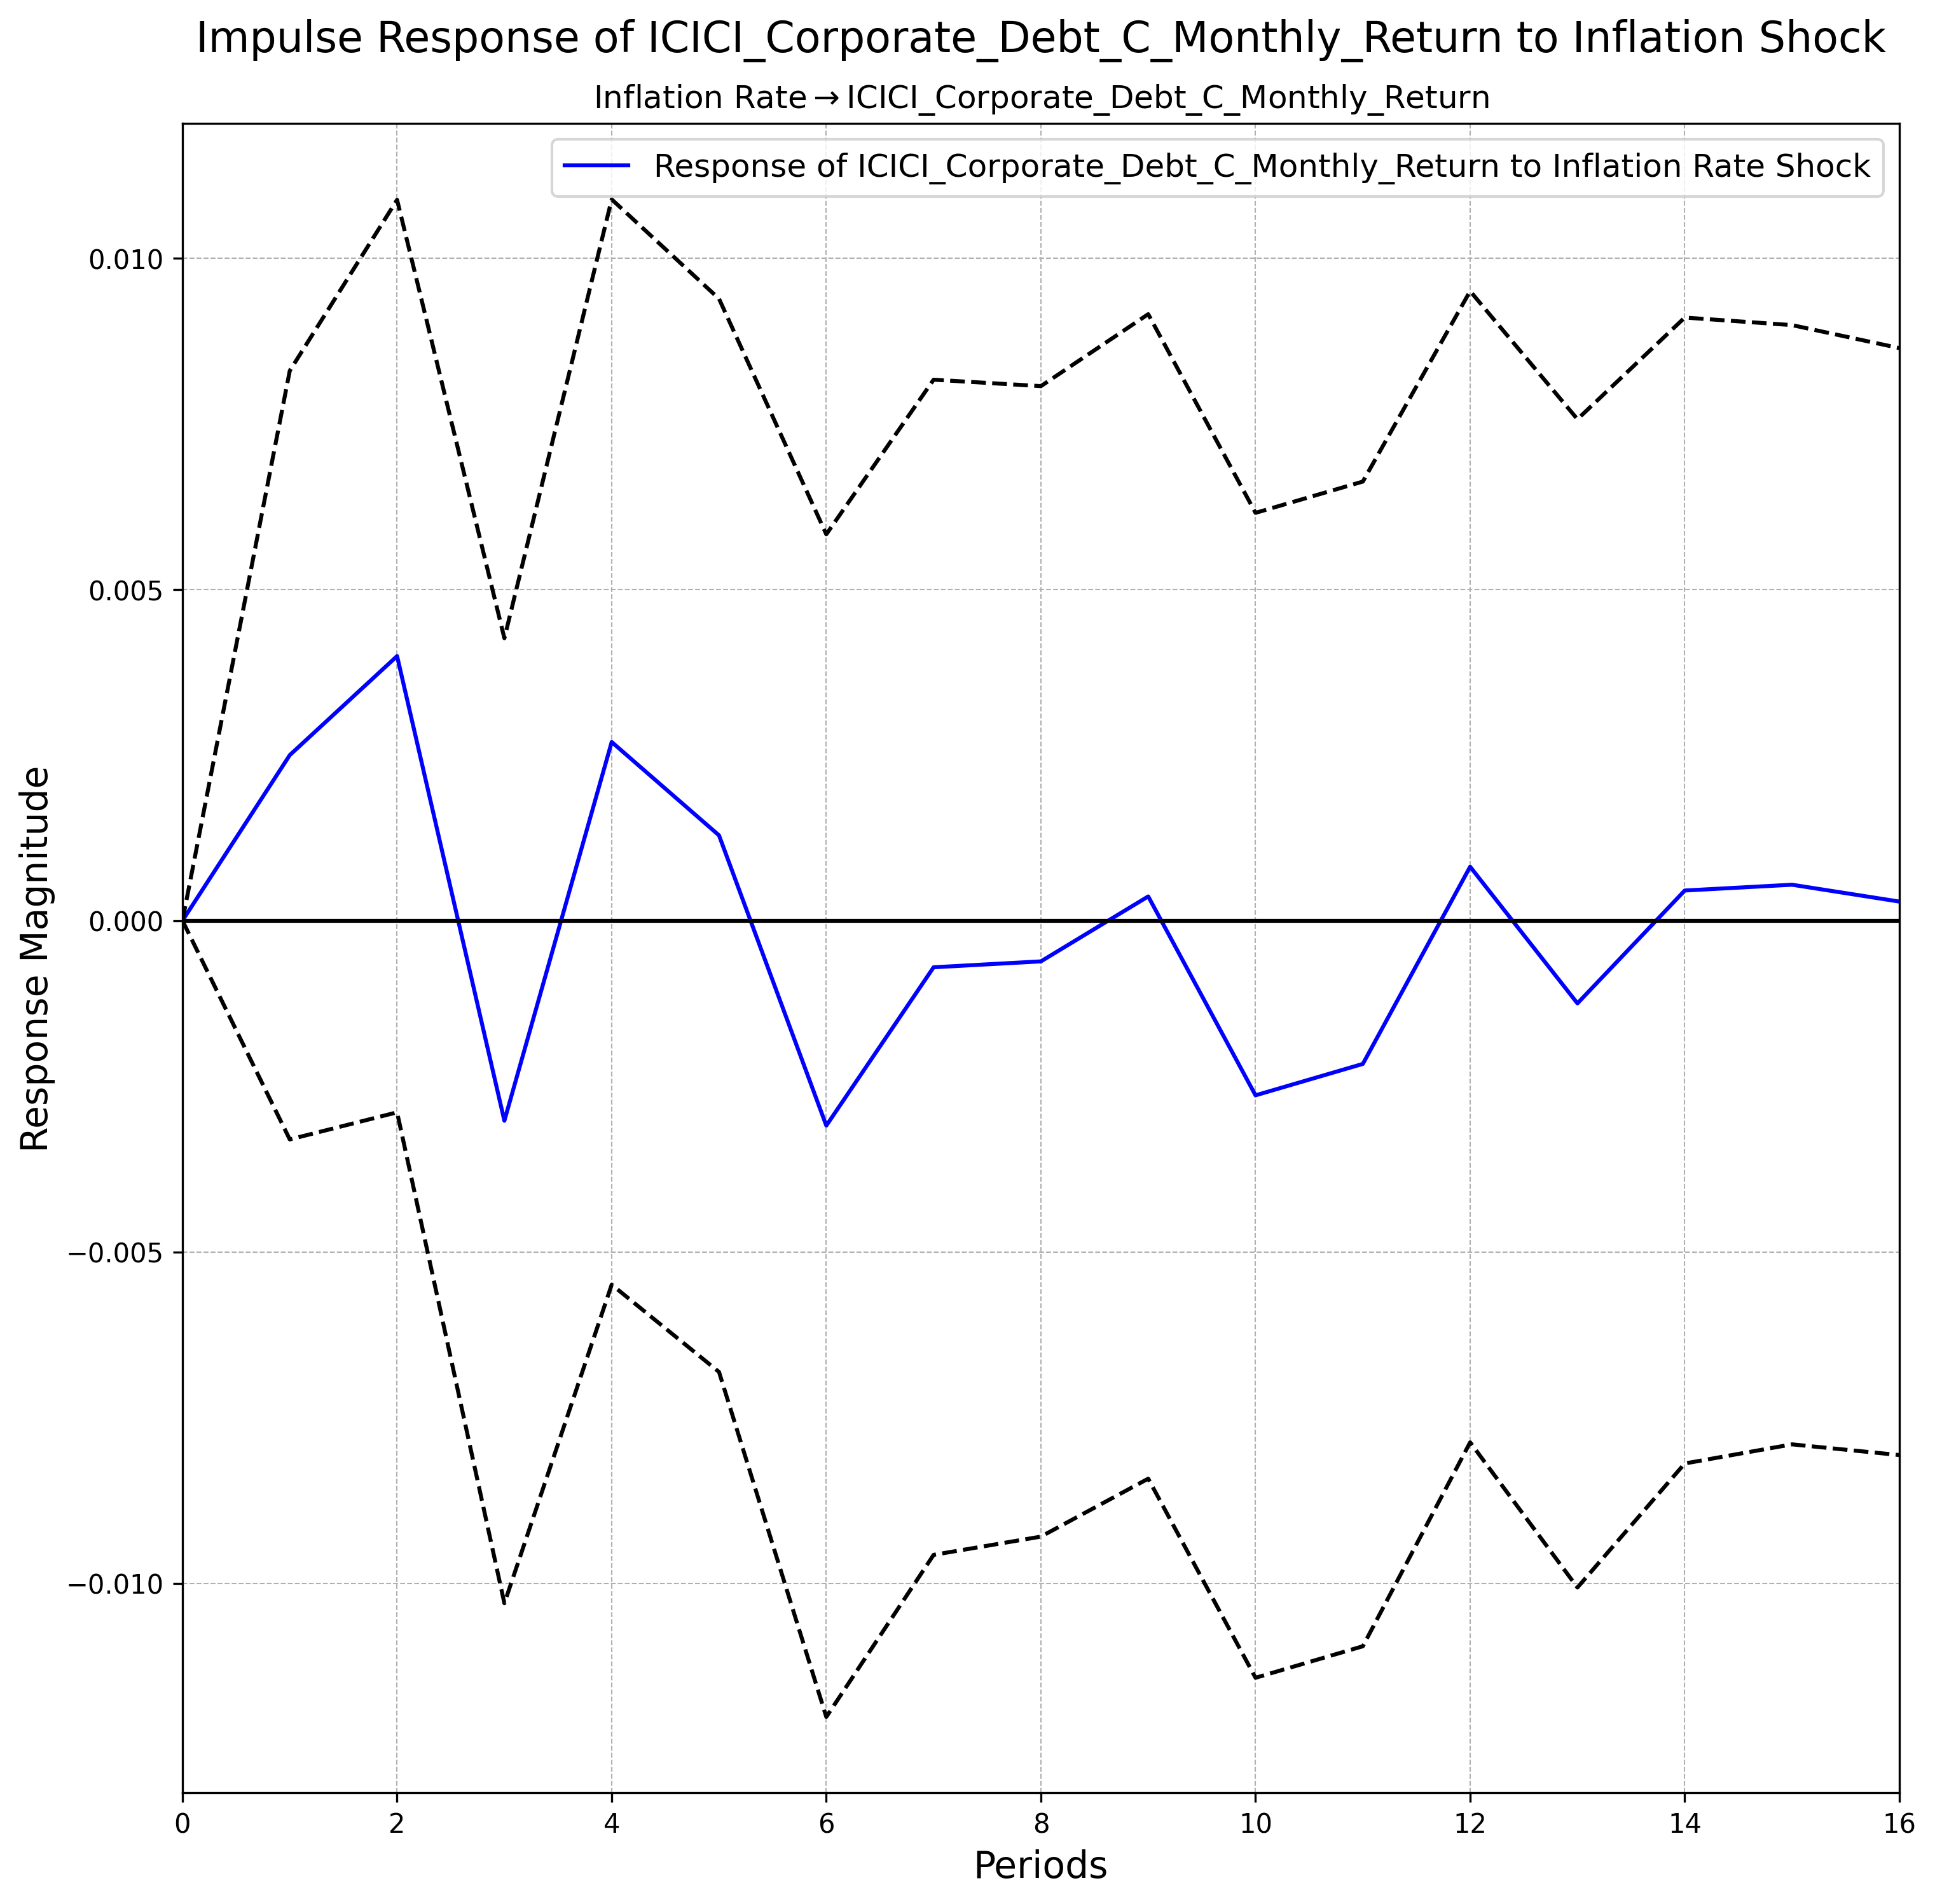 Impulse Response of ICICI_Corporate_Debt_C_Monthly_Return to Inflation Shock
Inflation Rate→ICICI_Corporate_Debt_C_Monthly_Return
Response of ICICI_Corporate_Debt_C_Monthly_Return to Inflation Rate Shock
Response Magnitude
0.010
0.005
0.000
−0.005
−0.010
0 2 4 6 8 10 12 14 16
Periods